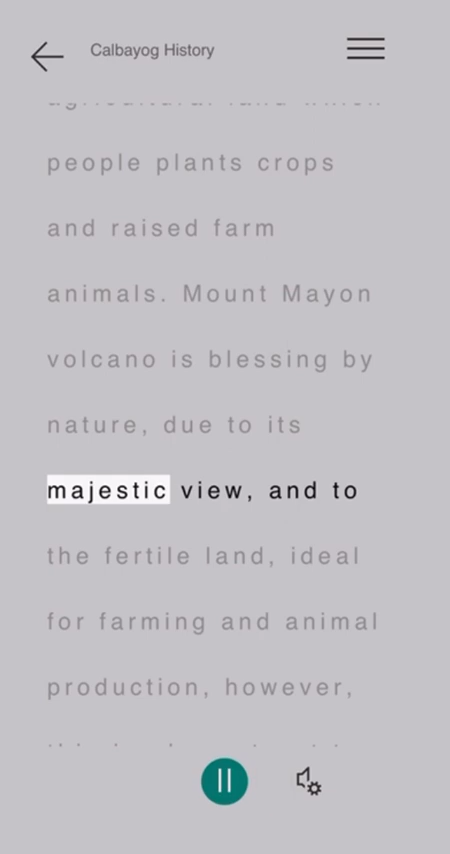 Calbayog History
people plants crops
and raised farm
animals. Mount Mayon
volcano is blessing by
nature, due to its
majestic view, and to
the fertile land, ideal
for farming and animal
production, however,